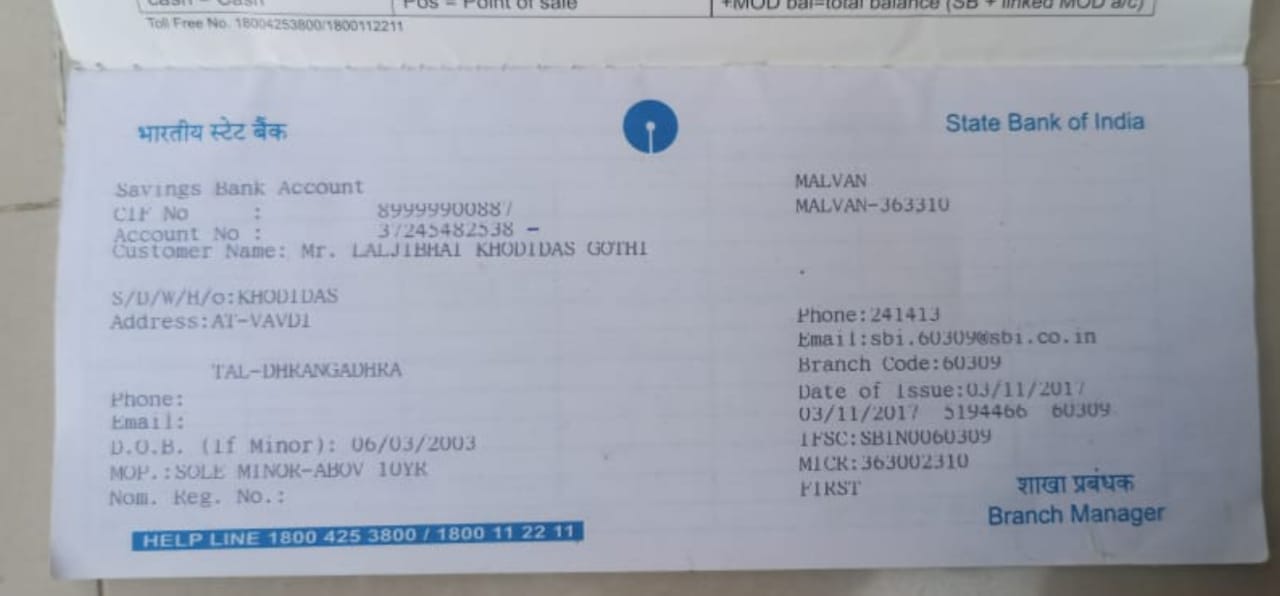 Cash = Cash
Pos = Point of sale
+MOD bal=total balance (SB + linked MOD a/c)
Toll Free No. 18004253800/1800112211
भारतीय स्टेट बैंक
State Bank of India
Savings Bank Account
CIF No : 89999900887
Account No : 37245482538 -
Customer Name: Mr. LALJIBHAI KHODIDAS GOTHI
S/D/W/H/o:KHODIDAS
Address:AT-VAVDI
TAL-DHRANGADHRA
Phone:
Email:
D.O.B. (If Minor): 06/03/2003
MOP.:SOLE MINOR-ABOV 10YR
Nom. Reg. No.:
HELP LINE 1800 425 3800 / 1800 11 22 11
MALVAN
MALVAN-363310
Phone:241413
Email:sbi.60309@sbi.co.in
Branch Code:60309
Date of Issue:03/11/2017
03/11/2017 5194466 60309
IFSC:SBIN0060309
MICR:363002310
FIRST
शाखा प्रबंधक
Branch Manager